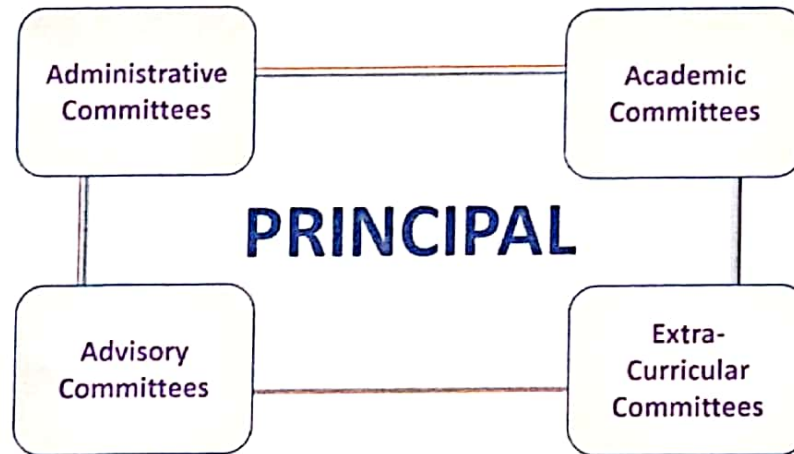 Administrative
Committees
Academic
Committees
PRINCIPAL
Advisory
Committees
Extra-
Curricular
Committees